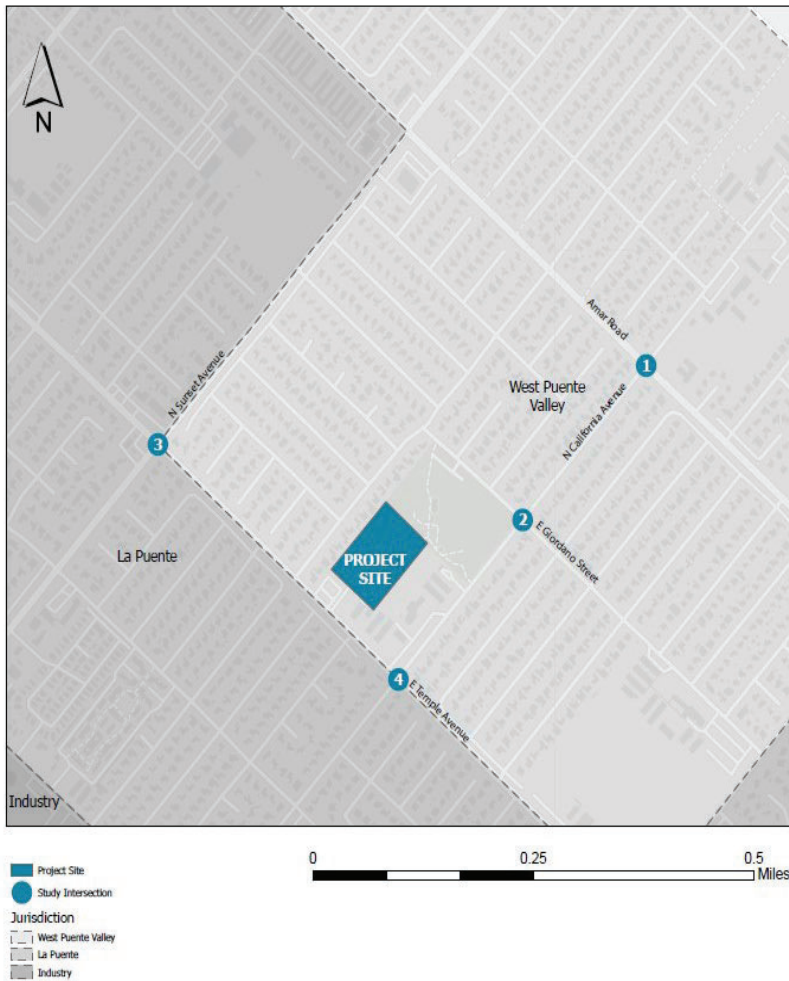 N
Amar Road
1
West Puente
Valley
N California Avenue
N Sunset Avenue
3
2
E Giordano Street
La Puente
PROJECT
SITE
4
E Temple Avenue
Industry
0
0.25
0.5
Miles
Project Site
Study Intersection
Jurisdiction
West Puente Valley
La Puente
Industry